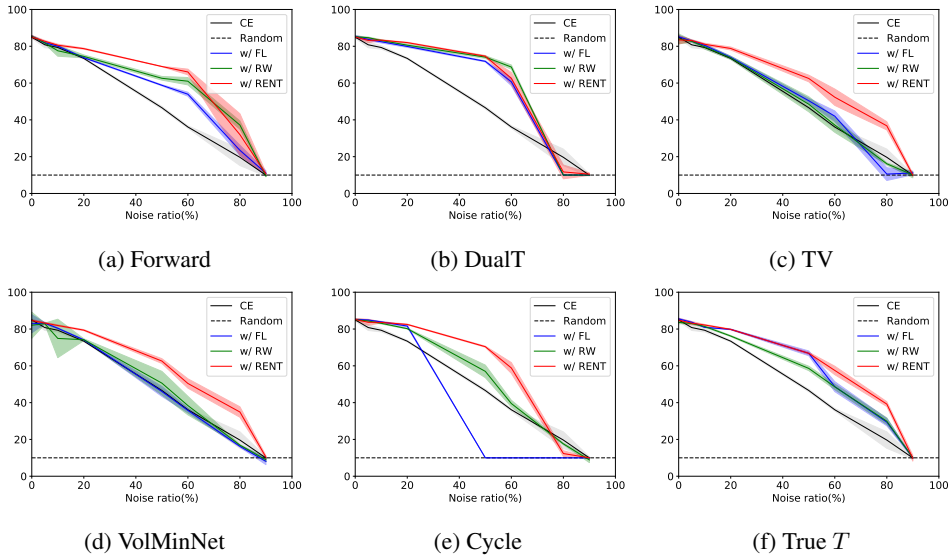 100
80
60
40
20
0
0 20 40 60 80 100
Noise ratio(%)
CE
Random
w/ FL
w/ RW
w/ RENT
(a) Forward
100
80
60
40
20
0
0 20 40 60 80 100
Noise ratio(%)
CE
Random
w/ FL
w/ RW
w/ RENT
(b) DualT
100
80
60
40
20
0
0 20 40 60 80 100
Noise ratio(%)
CE
Random
w/ FL
w/ RW
w/ RENT
(c) TV
100
80
60
40
20
0
0 20 40 60 80 100
Noise ratio(%)
CE
Random
w/ FL
w/ RW
w/ RENT
(d) VolMinNet
100
80
60
40
20
0
0 20 40 60 80 100
Noise ratio(%)
CE
Random
w/ FL
w/ RW
w/ RENT
(e) Cycle
100
80
60
40
20
0
0 20 40 60 80 100
Noise ratio(%)
CE
Random
w/ FL
w/ RW
w/ RENT
(f) True T